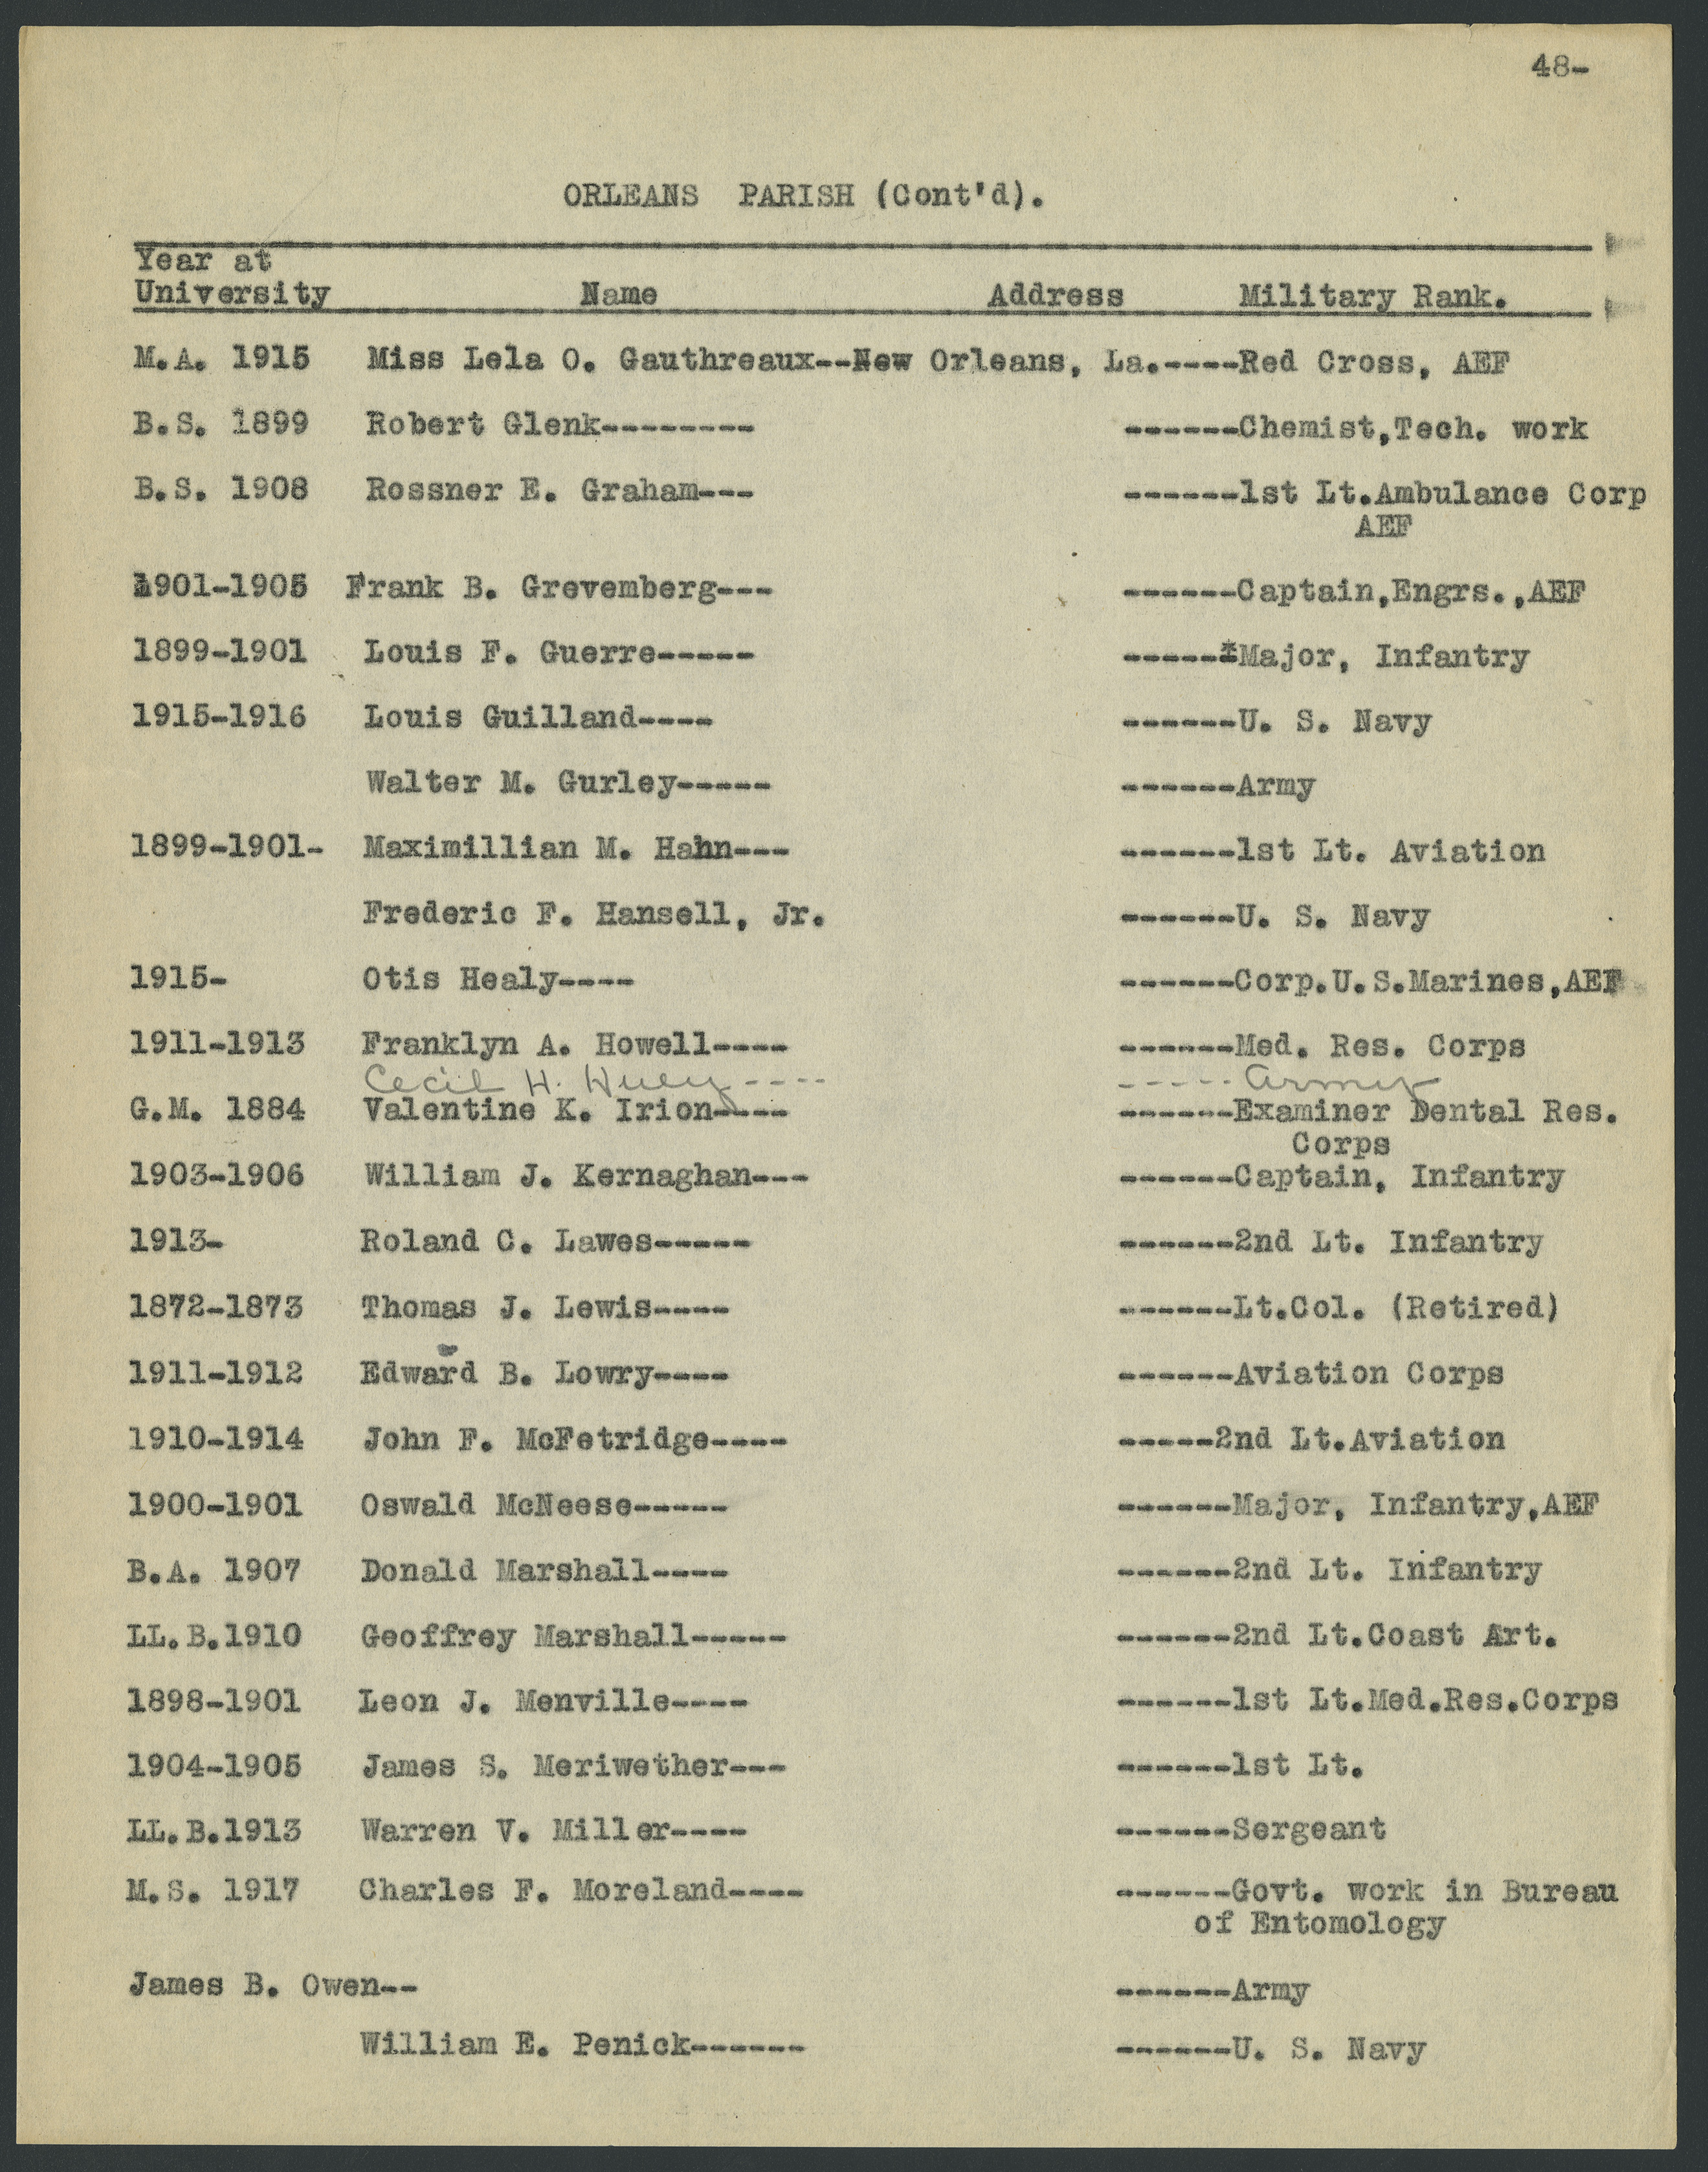 48-
ORLEANS PARISH (Cont'd).
Year at
University Name Address Military Rank.
M.A. 1915 Miss Lela O. Gauthreaux--New Orleans, La.----Red Cross, AEF
B.S. 1899 Robert Glenk-------- ------Chemist,Tech. work
B.S. 1908 Rossner E. Graham--- ------1st Lt.Ambulance Corp
AEF
1901-1905 Frank B. Grevemberg--- ------Captain,Engrs.,AEF
1899-1901 Louis F. Guerre----- -----*Major, Infantry
1915-1916 Louis Guilland---- ------U. S. Navy
Walter M. Gurley----- ------Army
1899-1901- Maximillian M. Hahn--- ------1st Lt. Aviation
Frederic F. Hansell, Jr. ------U. S. Navy
1915- Otis Healy---- ------Corp.U.S.Marines,AEF
1911-1913 Franklyn A. Howell---- ------Med. Res. Corps
Cecil H. Huey---- ----- Army
G.M. 1884 Valentine K. Irion---- ------Examiner Dental Res.
Corps
1903-1906 William J. Kernaghan--- ------Captain, Infantry
1913- Roland C. Lawes----- ------2nd Lt. Infantry
1872-1873 Thomas J. Lewis---- ------Lt.Col. (Retired)
1911-1912 Edward B. Lowry---- ------Aviation Corps
1910-1914 John F. McFetridge---- -----2nd Lt.Aviation
1900-1901 Oswald McNeese----- ------Major, Infantry,AEF
B.A. 1907 Donald Marshall---- ------2nd Lt. Infantry
LL.B.1910 Geoffrey Marshall----- ------2nd Lt.Coast Art.
1898-1901 Leon J. Menville---- ------1st Lt.Med.Res.Corps
1904-1905 James S. Meriwether--- ------1st Lt.
LL.B.1913 Warren V. Miller---- ------Sergeant
M.S. 1917 Charles F. Moreland---- ------Govt. work in Bureau
of Entomology
James B. Owen-- ------Army
William E. Penick------ ------U. S. Navy